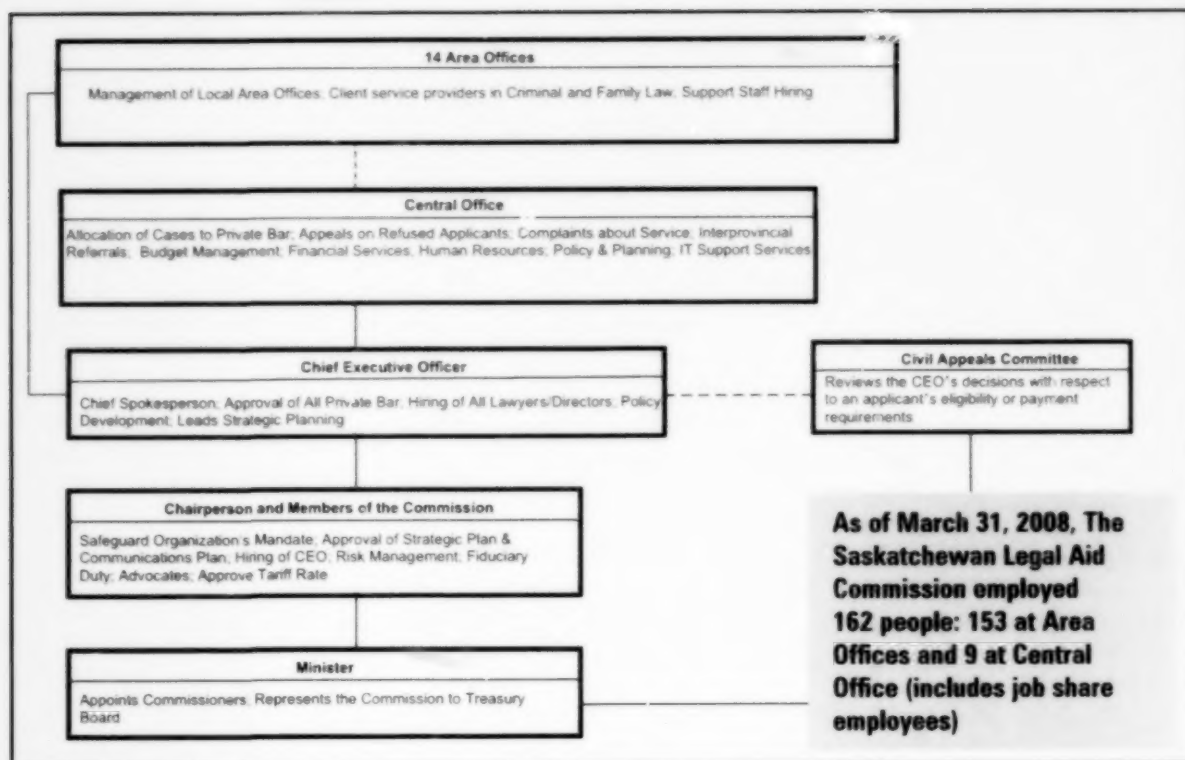 14 Area Offices
Management of Local Area Offices; Client service providers in Criminal and Family Law; Support Staff Hiring
Central Office
Allocation of Cases to Private Bar; Appeals on Refused Applicants; Complaints about Service; Interprovincial
Referrals; Budget Management; Financial Services; Human Resources; Policy & Planning; IT Support Services
Chief Executive Officer
Chief Spokesperson; Approval of All Private Bar; Hiring of All Lawyers/Directors; Policy
Development; Leads Strategic Planning
Civil Appeals Committee
Reviews the CEO's decisions with respect
to an applicant's eligibility or payment
requirements
Chairperson and Members of the Commission
Safeguard Organization's Mandate; Approval of Strategic Plan &
Communications Plan; Hiring of CEO; Risk Management; Fiduciary
Duty; Advocates; Approve Tariff Rate
Minister
Appoints Commissioners; Represents the Commission to Treasury
Board
As of March 31, 2008, The
Saskatchewan Legal Aid
Commission employed
162 people: 153 at Area
Offices and 9 at Central
Office (includes job share
employees)